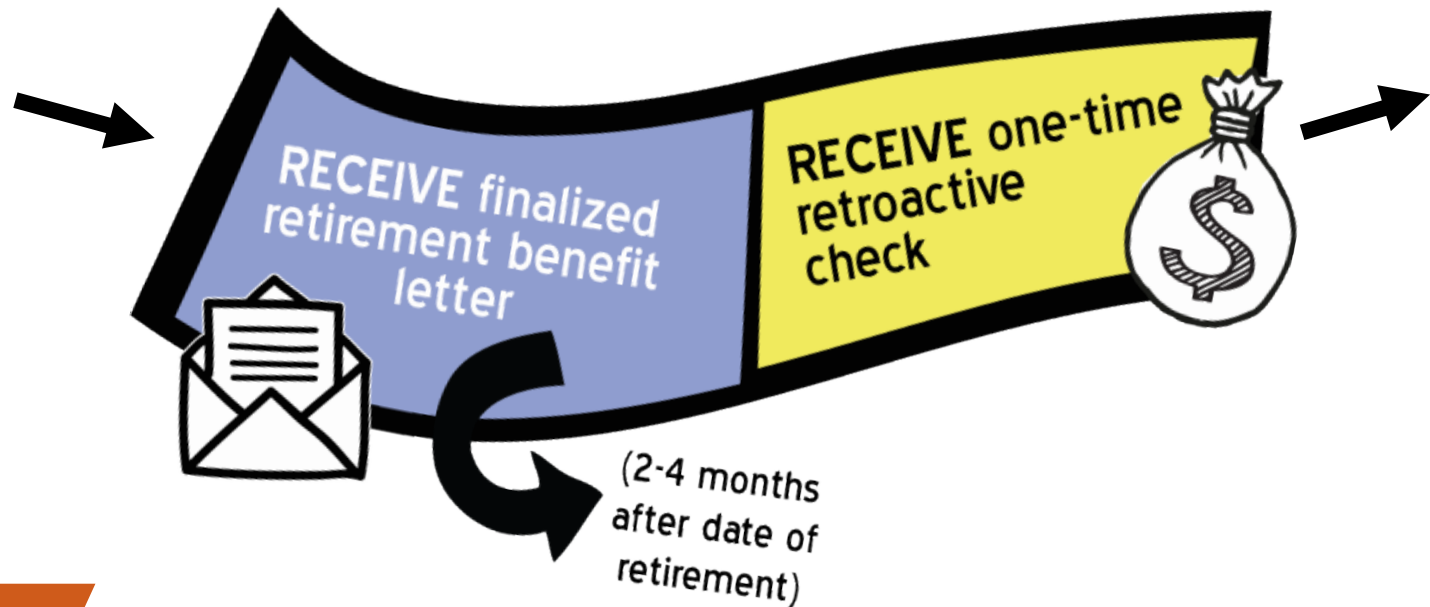 RECEIVE finalized
retirement benefit
letter
RECEIVE one-time
retroactive
check
$
(2-4 months
after date of
retirement)